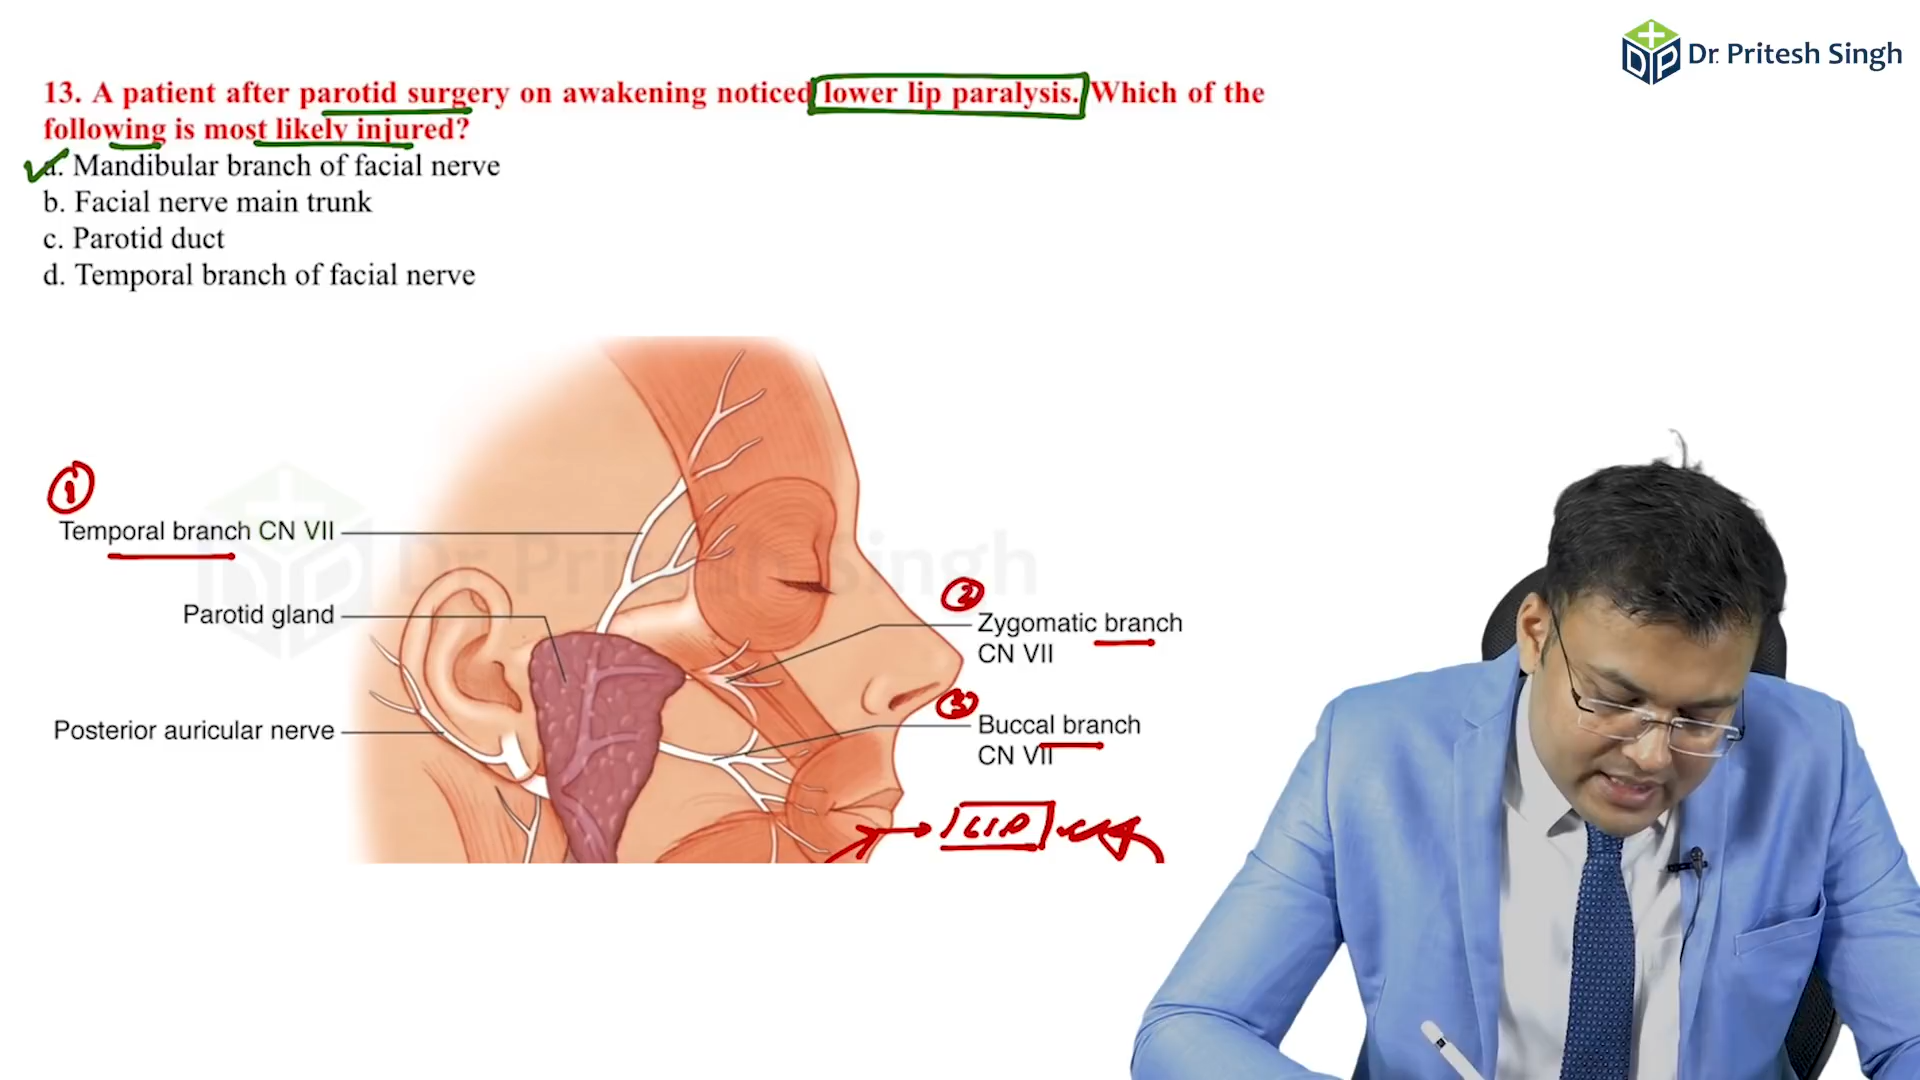 Dr. Pritesh Singh
13. A patient after parotid surgery on awakening noticed lower lip paralysis. Which of the
following is most likely injured?
a. Mandibular branch of facial nerve
b. Facial nerve main trunk
c. Parotid duct
d. Temporal branch of facial nerve
1
Temporal branch CN VII
Parotid gland
Posterior auricular nerve
2
Zygomatic branch
CN VII
3
Buccal branch
CN VII
LIP
Dr. Pritesh Singh